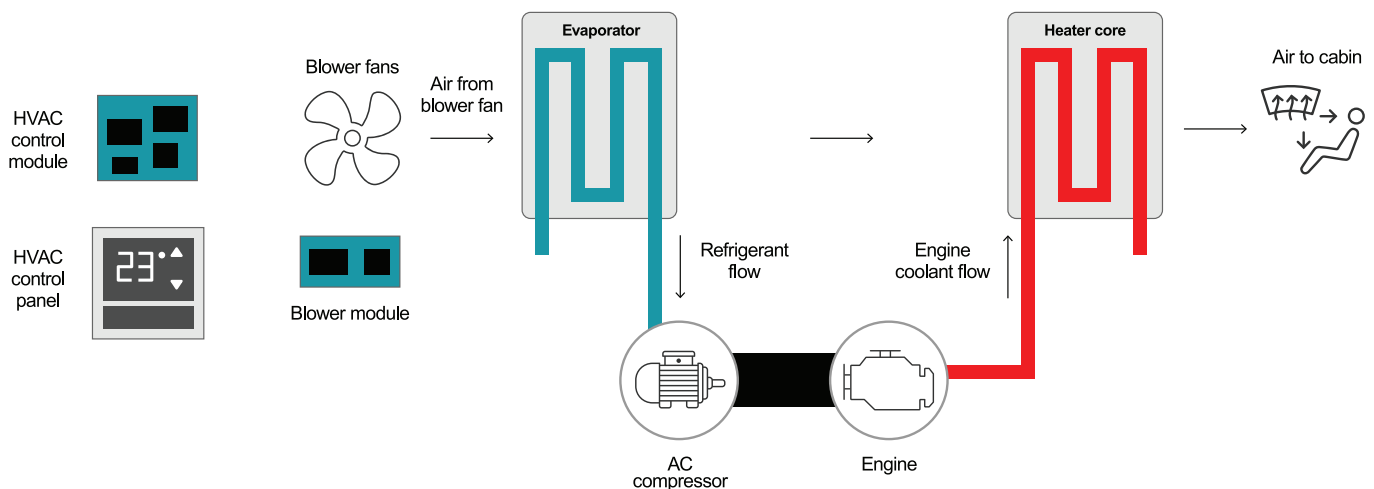 HVAC
control
module
Blower fans
Air from
blower fan
Evaporator
Heater core
Air to cabin
HVAC
control
panel
23°
Blower module
Refrigerant
flow
Engine
coolant flow
AC
compressor
Engine